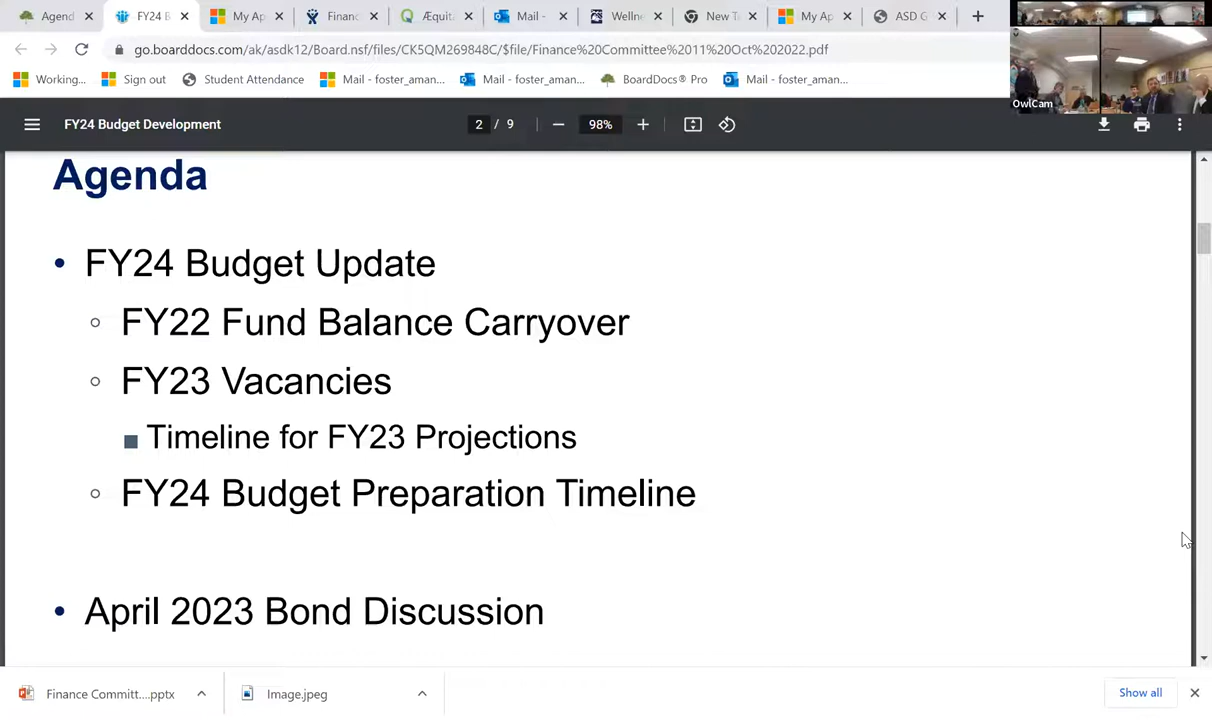 Agend
FY24 B
My Ap
Financ
Æquit
Mail -
Wellne
New T
My Ap
ASD G
go.boarddocs.com/ak/asdk12/Board.nsf/files/CK5QM269848C/$file/Finance%20Committee%2011%20Oct%202022.pdf
Working...
Sign out
Student Attendance
Mail - foster_aman...
Mail - foster_aman...
BoardDocs® Pro
Mail - foster_aman...
OwlCam
FY24 Budget Development
2 / 9
98%
Agenda
• FY24 Budget Update
○ FY22 Fund Balance Carryover
○ FY23 Vacancies
■ Timeline for FY23 Projections
○ FY24 Budget Preparation Timeline
• April 2023 Bond Discussion
Finance Committ....pptx
Image.jpeg
Show all